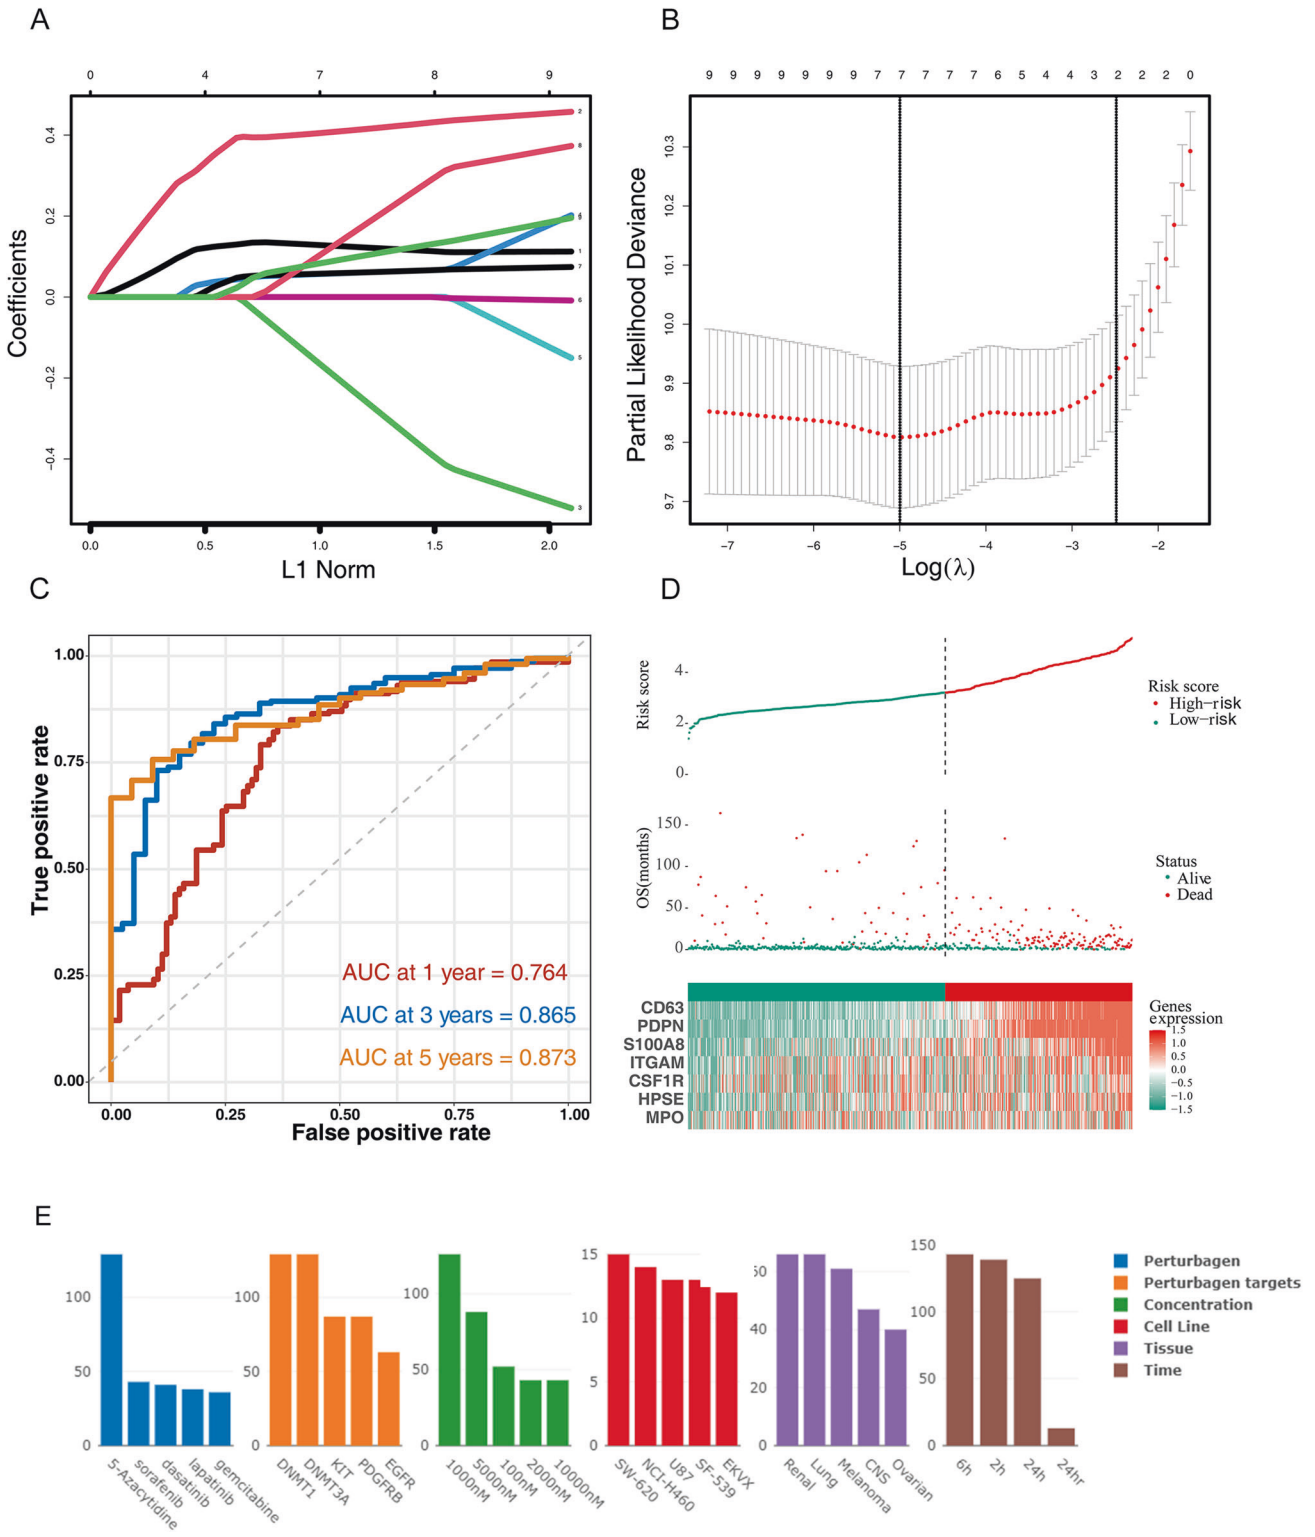 A
0 4 7 8 9
Coefficients
0.4
0.2
0.0
−0.2
−0.4
2
8
4
9
1
7
6
5
3
0.0 0.5 1.0 1.5 2.0
L1 Norm
B
9 9 9 9 9 9 9 7 7 7 7 7 6 5 4 4 3 2 2 2 0
Partial Likelihood Deviance
10.3
10.2
10.1
10.0
9.9
9.8
9.7
−7 −6 −5 −4 −3 −2
Log(λ)
C
True positive rate
1.00
0.75
0.50
0.25
0.00
AUC at 1 year = 0.764
AUC at 3 years = 0.865
AUC at 5 years = 0.873
0.00 0.25 0.50 0.75 1.00
False positive rate
D
Risk score
4
2
0
Risk score
High−risk
Low−risk
OS(months)
150
100
50
0
Status
Alive
Dead
CD63
PDPN
S100A8
ITGAM
CSF1R
HPSE
MPO
Genes
expression
1.5
1.0
0.5
0.0
−0.5
−1.0
−1.5
E
100
50
0
5-Azacytidine
sorafenib
dasatinib
lapatinib
gemcitabine
100
50
0
DNMT1
DNMT3A
KIT
PDGFRB
EGFR
100
50
0
1000nM
5000nM
100nM
2000nM
10000nM
15
10
5
0
SW-620
NCI-H460
U87
SF-539
EKVX
60
40
20
0
Renal
Lung
Melanoma
CNS
Ovarian
150
100
50
0
6h
2h
24h
24hr
Perturbagen
Perturbagen targets
Concentration
Cell Line
Tissue
Time